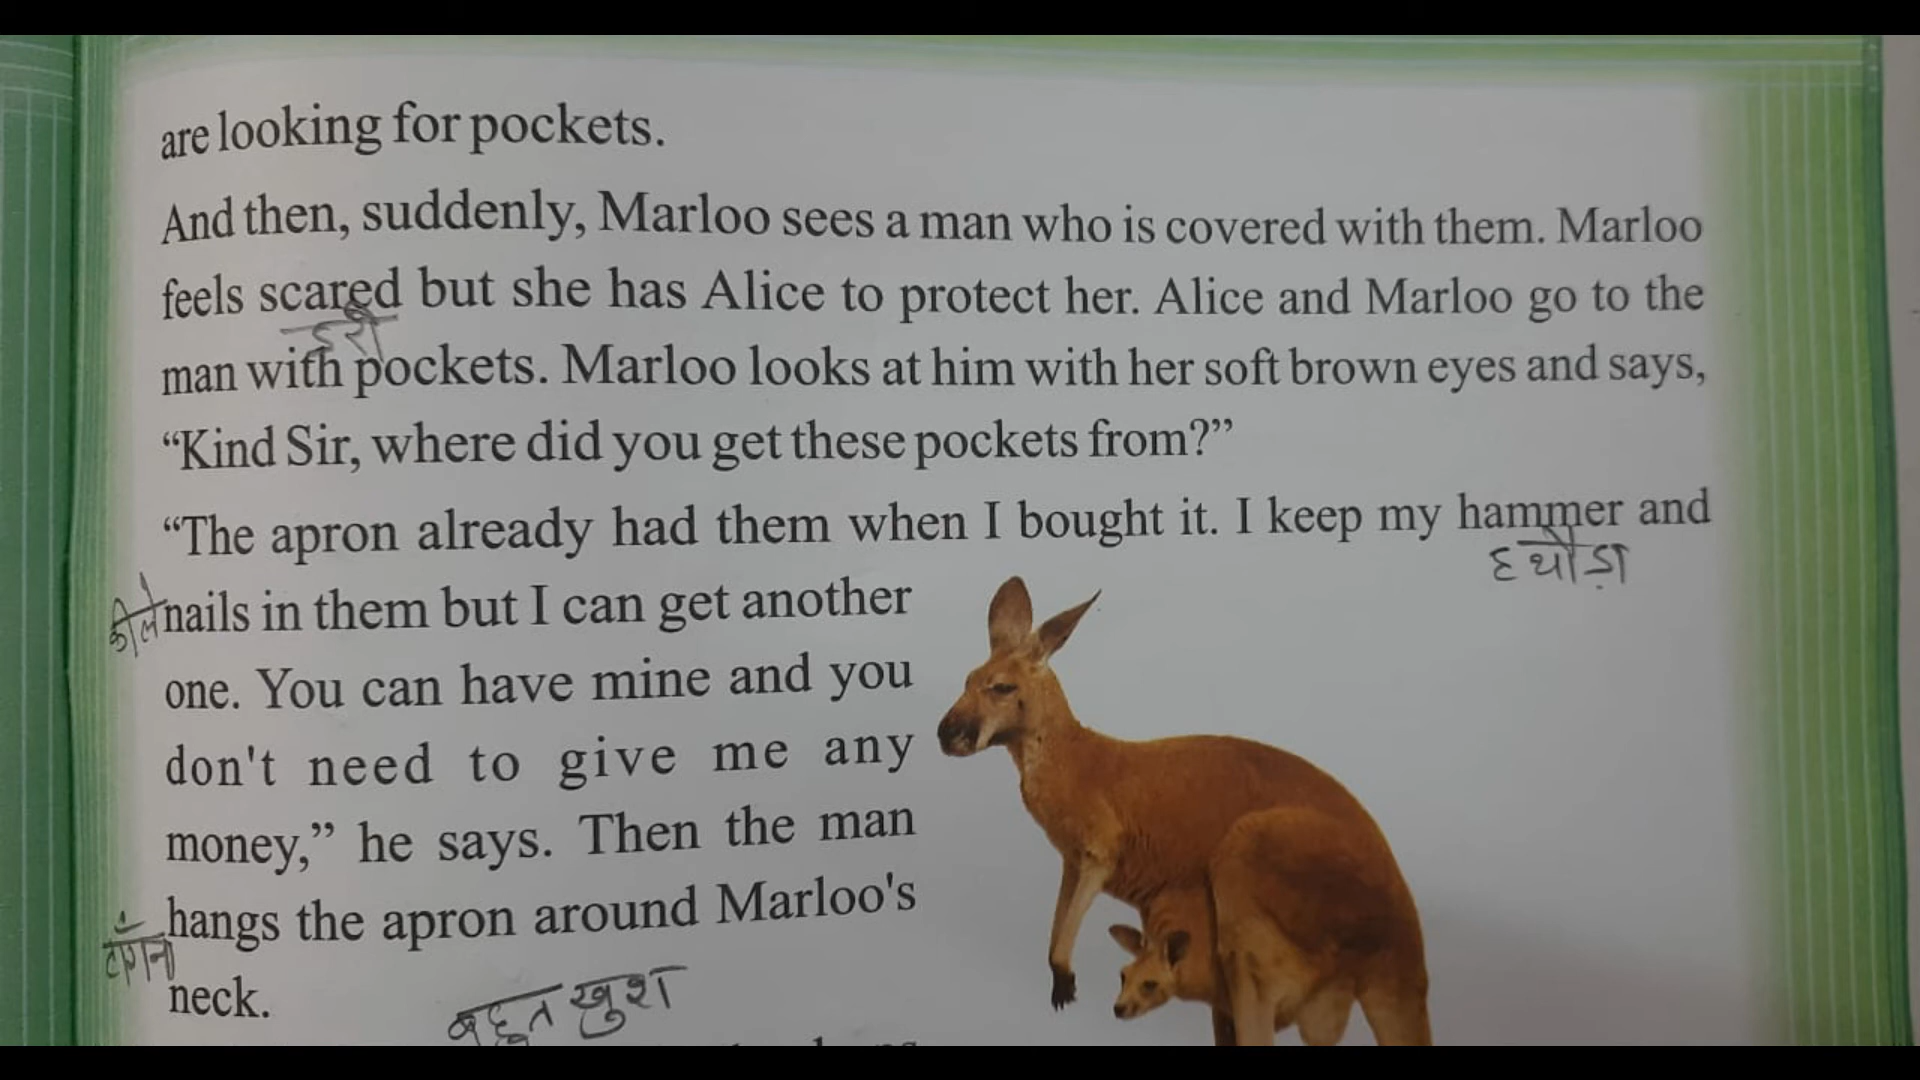 are looking for pockets.
And then, suddenly, Marloo sees a man who is covered with them. Marloo
feels scared but she has Alice to protect her. Alice and Marloo go to the
डरी
man with pockets. Marloo looks at him with her soft brown eyes and says,
“Kind Sir, where did you get these pockets from?”
“The apron already had them when I bought it. I keep my hammer and
हथौड़ा
कीले nails in them but I can get another
one. You can have mine and you
don't need to give me any
money,” he says. Then the man
hangs the apron around Marloo's
neck.
बहुत खुश